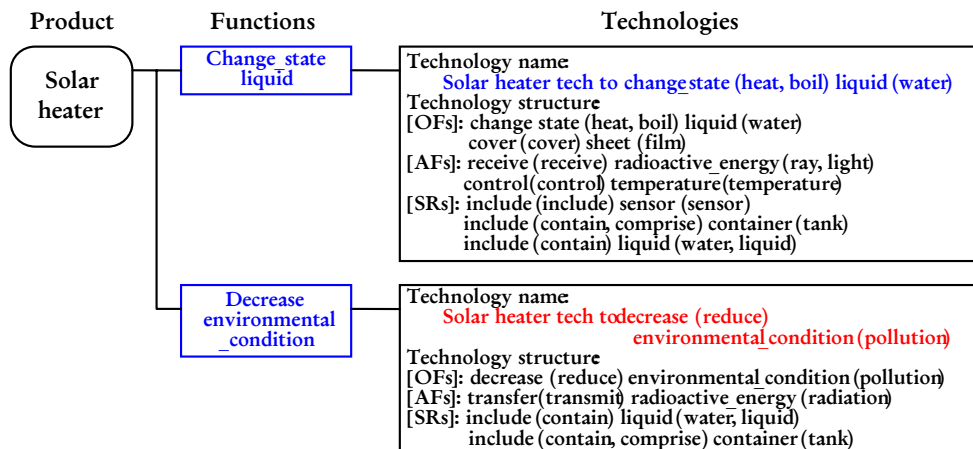 Product
Functions
Technologies
Solar
heater
Change_state
liquid
Technology name:
Solar heater tech to change_state (heat, boil) liquid (water)
Technology structure:
[OFs]: change state (heat, boil) liquid (water)
cover (cover) sheet (film)
[AFs]: receive (receive) radioactive_energy (ray, light)
control (control) temperature (temperature)
[SRs]: include (include) sensor (sensor)
include (contain, comprise) container (tank)
include (contain) liquid (water, liquid)
Decrease
environmental
_condition
Technology name:
Solar heater tech to decrease (reduce)
environmental_condition (pollution)
Technology structure:
[OFs]: decrease (reduce) environmental_condition (pollution)
[AFs]: transfer (transmit) radioactive_energy (radiation)
[SRs]: include (contain) liquid (water, liquid)
include (contain, comprise) container (tank)